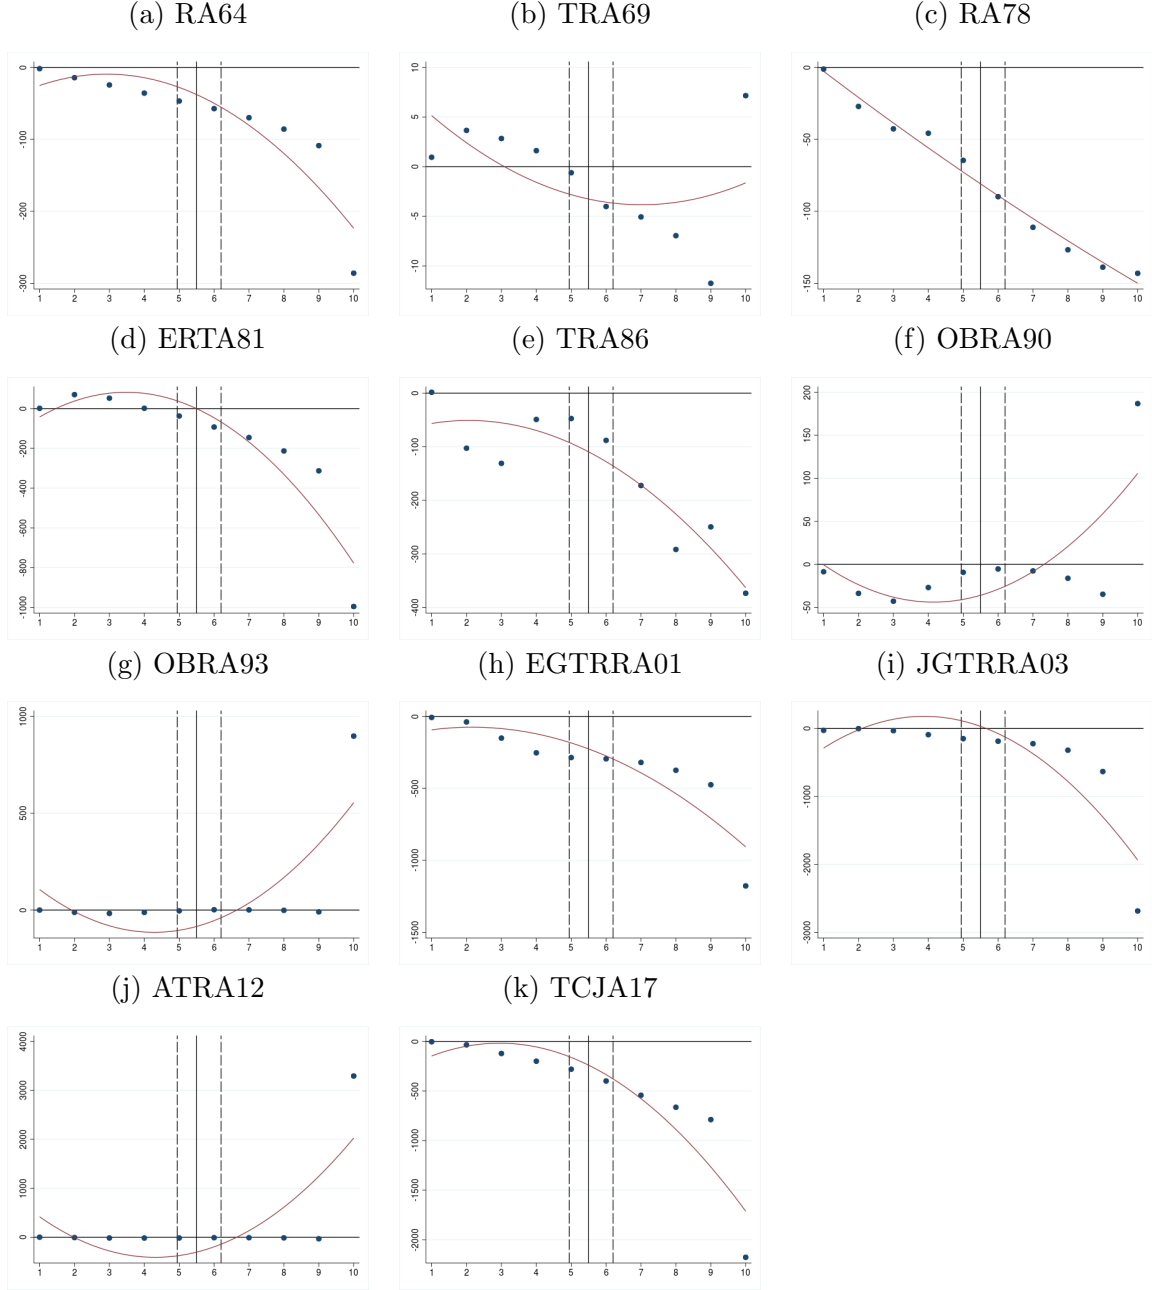 (a) RA64
(b) TRA69
(c) RA78
0
-100
-200
-300
1 2 3 4 5 6 7 8 9 10
10
5
0
-5
-10
1 2 3 4 5 6 7 8 9 10
0
-50
-100
-150
1 2 3 4 5 6 7 8 9 10
(d) ERTA81
(e) TRA86
(f) OBRA90
0
-200
-400
-600
-800
-1000
1 2 3 4 5 6 7 8 9 10
0
-100
-200
-300
-400
1 2 3 4 5 6 7 8 9 10
200
150
100
50
0
-50
1 2 3 4 5 6 7 8 9 10
(g) OBRA93
(h) EGTRRA01
(i) JGTRRA03
1000
500
0
1 2 3 4 5 6 7 8 9 10
0
-500
-1000
-1500
1 2 3 4 5 6 7 8 9 10
0
-1000
-2000
-3000
1 2 3 4 5 6 7 8 9 10
(j) ATRA12
(k) TCJA17
4000
3000
2000
1000
0
1 2 3 4 5 6 7 8 9 10
0
-500
-1000
-1500
-2000
1 2 3 4 5 6 7 8 9 10